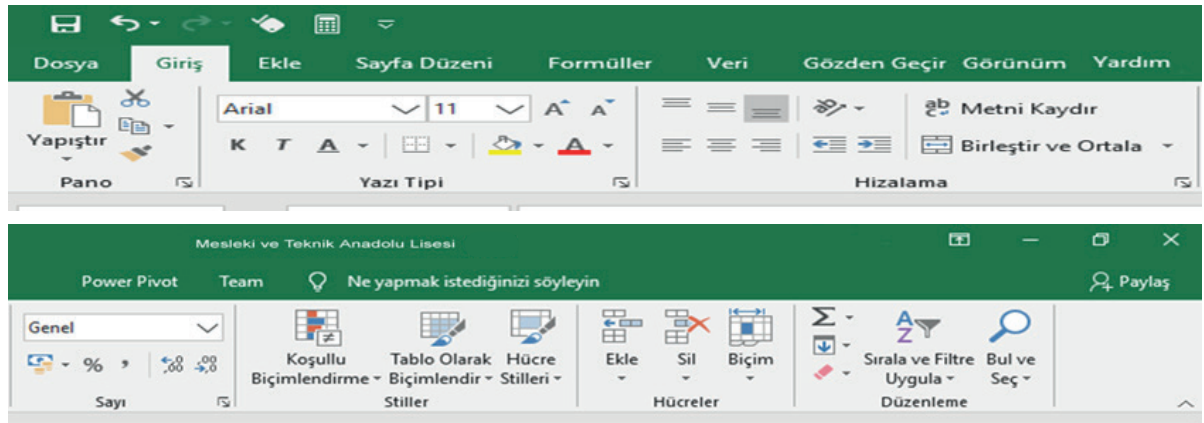 Dosya Giriş Ekle Sayfa Düzeni Formüller Veri Gözden Geçir Görünüm Yardım
Arial 11 A A ab Metni Kaydır
Yapıştır K T A A Birleştir ve Ortala
Pano Yazı Tipi Hizalama
Mesleki ve Teknik Anadolu Lisesi
Power Pivot Team Ne yapmak istediğinizi söyleyin Paylaş
Genel
% Koşullu Tablo Olarak Hücre Ekle Sil Biçim Sırala ve Filtre Bul ve
Biçimlendirme Biçimlendir Stilleri Uygula Seç
Sayı Stiller Hücreler Düzenleme